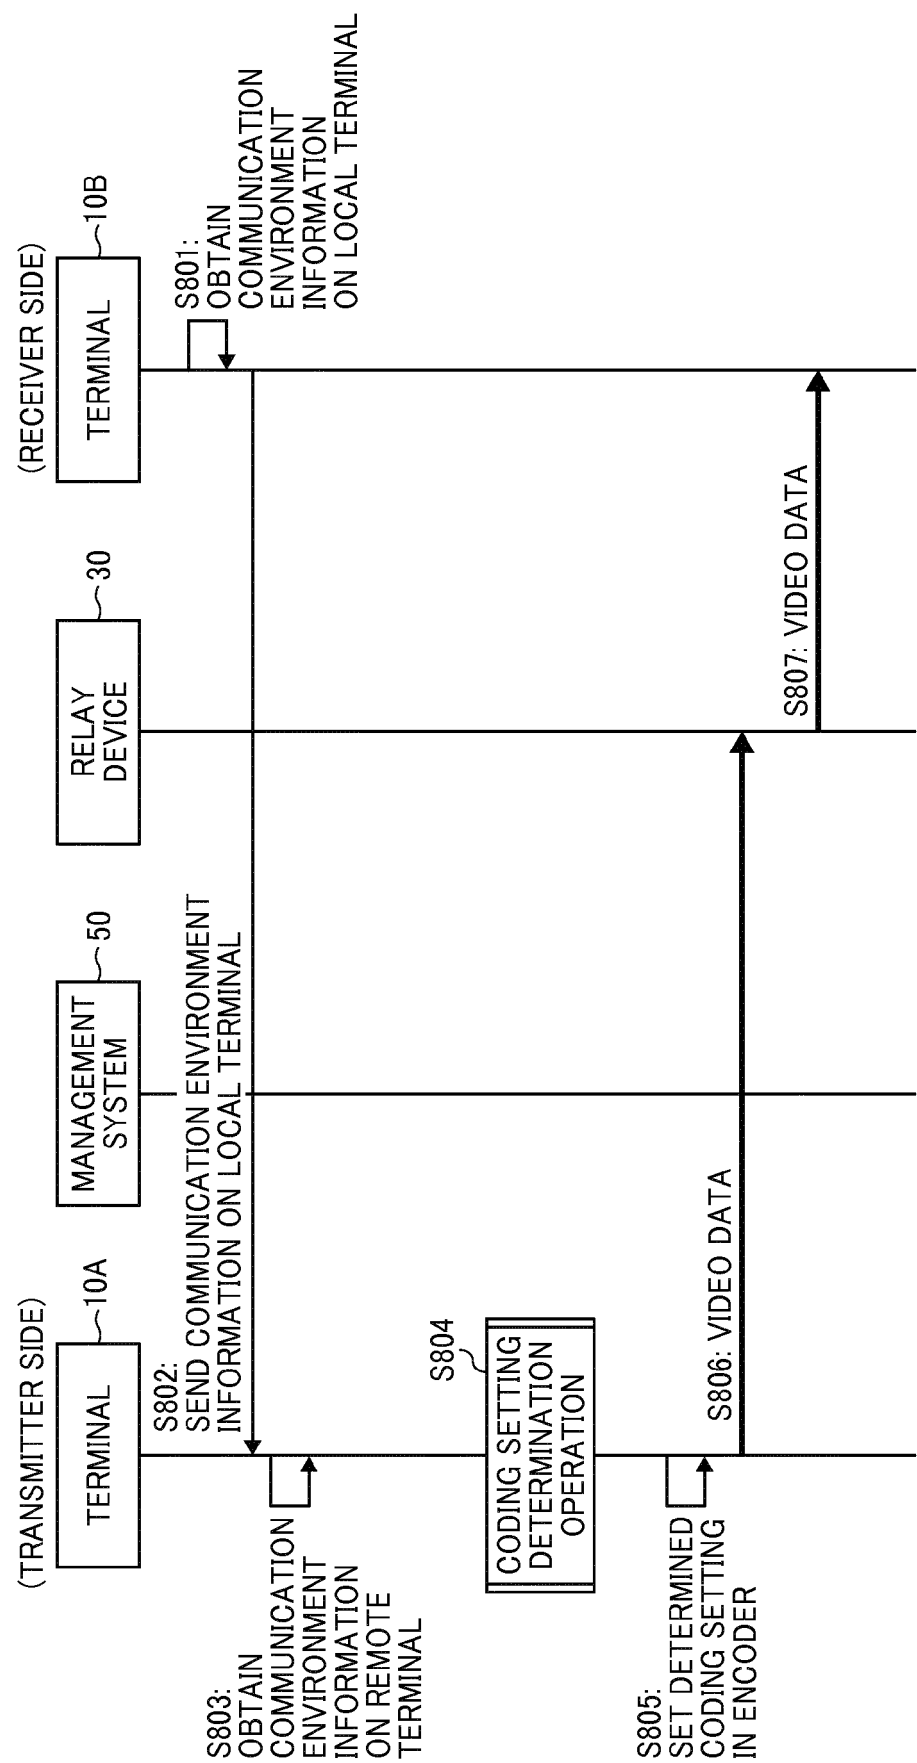 (TRANSMITTER SIDE)
TERMINAL
10A
MANAGEMENT
SYSTEM
50
RELAY
DEVICE
30
(RECEIVER SIDE)
TERMINAL
10B
S801:
OBTAIN
COMMUNICATION
ENVIRONMENT
INFORMATION
ON LOCAL TERMINAL
S802:
SEND COMMUNICATION ENVIRONMENT
INFORMATION ON LOCAL TERMINAL
S803:
OBTAIN
COMMUNICATION
ENVIRONMENT
INFORMATION
ON REMOTE
TERMINAL
S804
CODING SETTING
DETERMINATION
OPERATION
S805:
SET DETERMINED
CODING SETTING
IN ENCODER
S806: VIDEO DATA
S807: VIDEO DATA